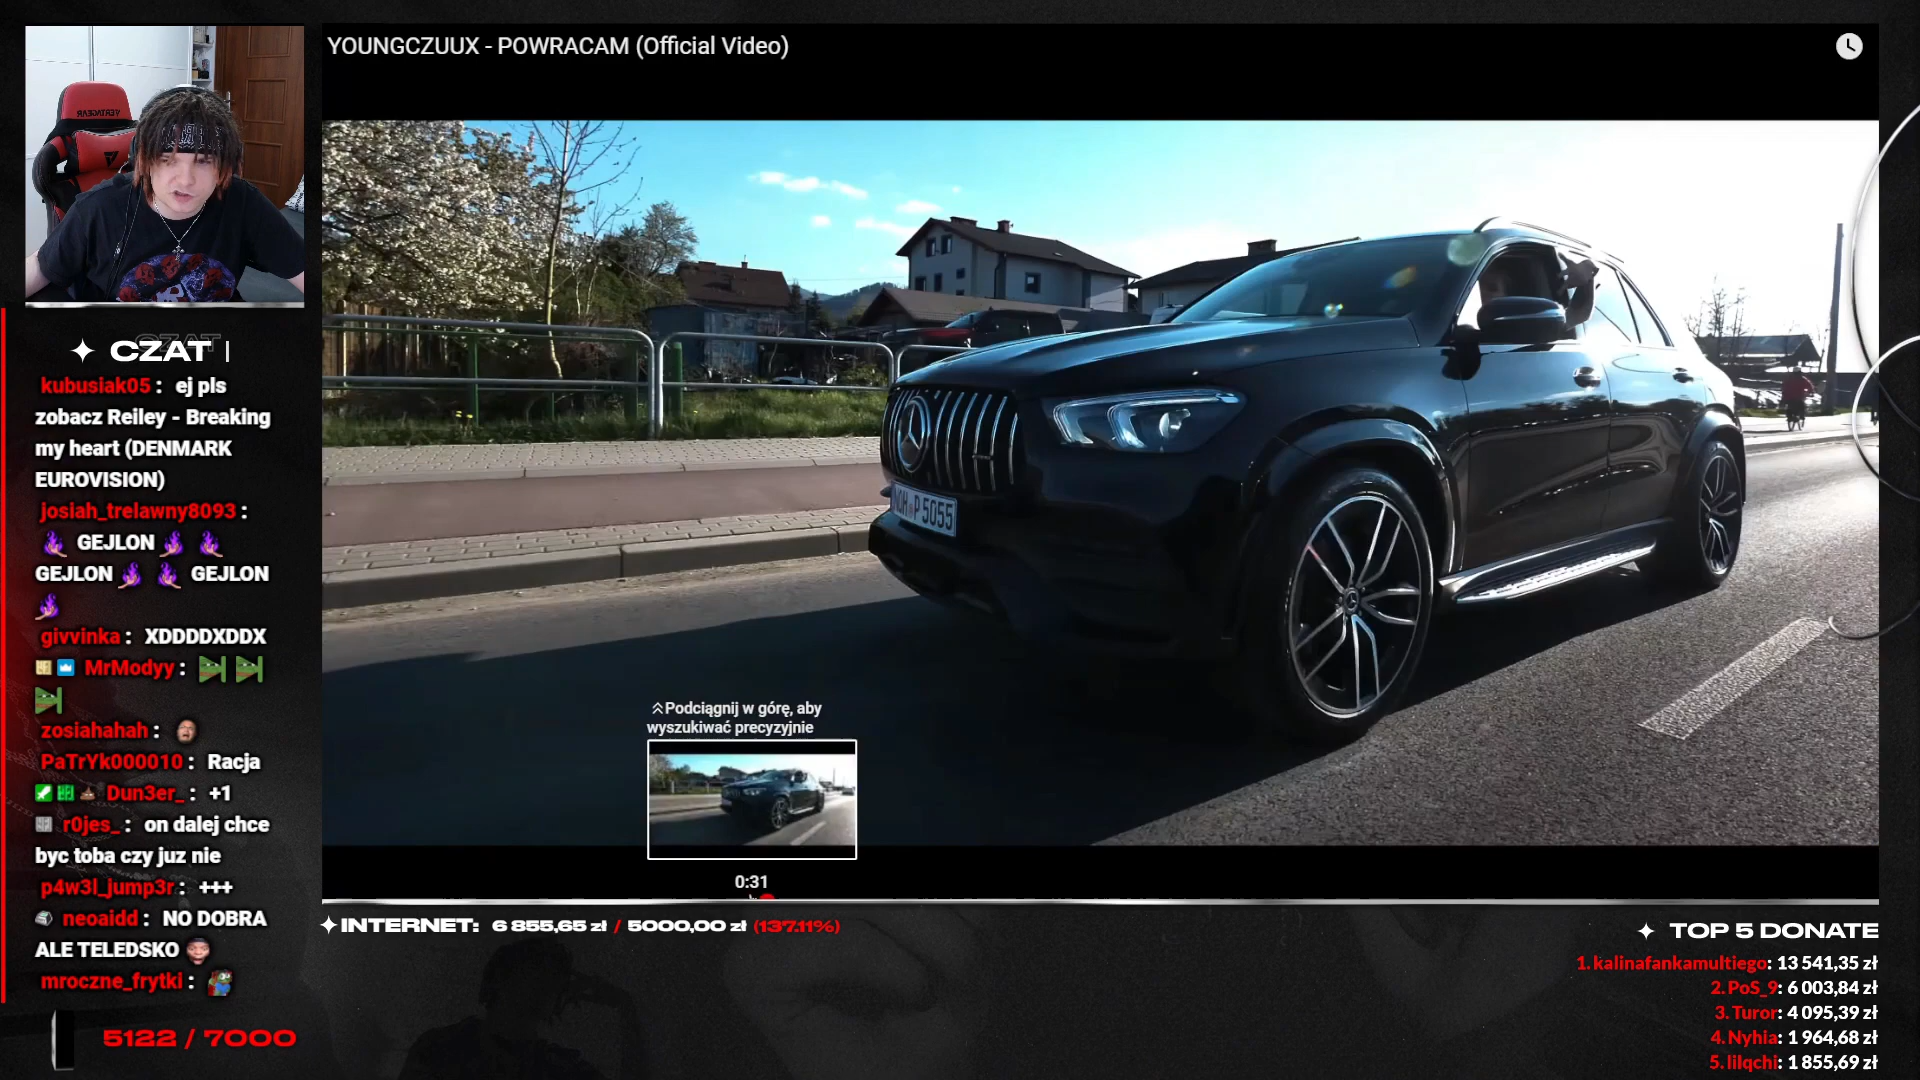 YOUNGCZUUX - POWRACAM (Official Video)
VERTAGEAR
CZAT |
kubusiak05 : ej pls
zobacz Reiley - Breaking
my heart (DENMARK
EUROVISION)
josiah_trelawny8093 :
GEJLON
GEJLON GEJLON
givvinka : XDDDDXDDX
MrModyy :
zosiahahah :
PaTrYk000010 : Racja
Dun3er_ : +1
r0jes_ : on dalej chce
byc toba czy juz nie
p4w3l_jump3r : +++
neoaidd : NO DOBRA
ALE TELEDSKO
mroczne_frytki :
5122 / 7000
NOH P 5055
Podciągnij w górę, aby
wyszukiwać precyzyjnie
0:31
INTERNET: 6 855,65 zł / 5000,00 zł (137.11%)
TOP 5 DONATE
1. kalinafankamultiego: 13 541,35 zł
2. PoS_9: 6 003,84 zł
3. Turor: 4 095,39 zł
4. Nyhia: 1 964,68 zł
5. lilqchi: 1 855,69 zł